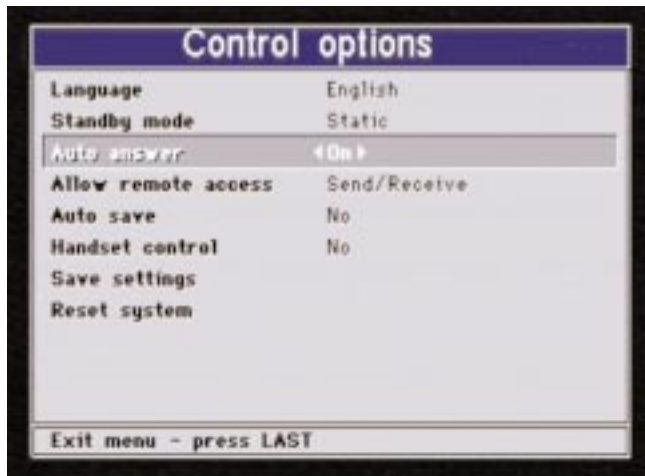 Control options
Language English
Standby mode Static
Auto answer On
Allow remote access Send/Receive
Auto save No
Handset control No
Save settings
Reset system
Exit menu - press LAST